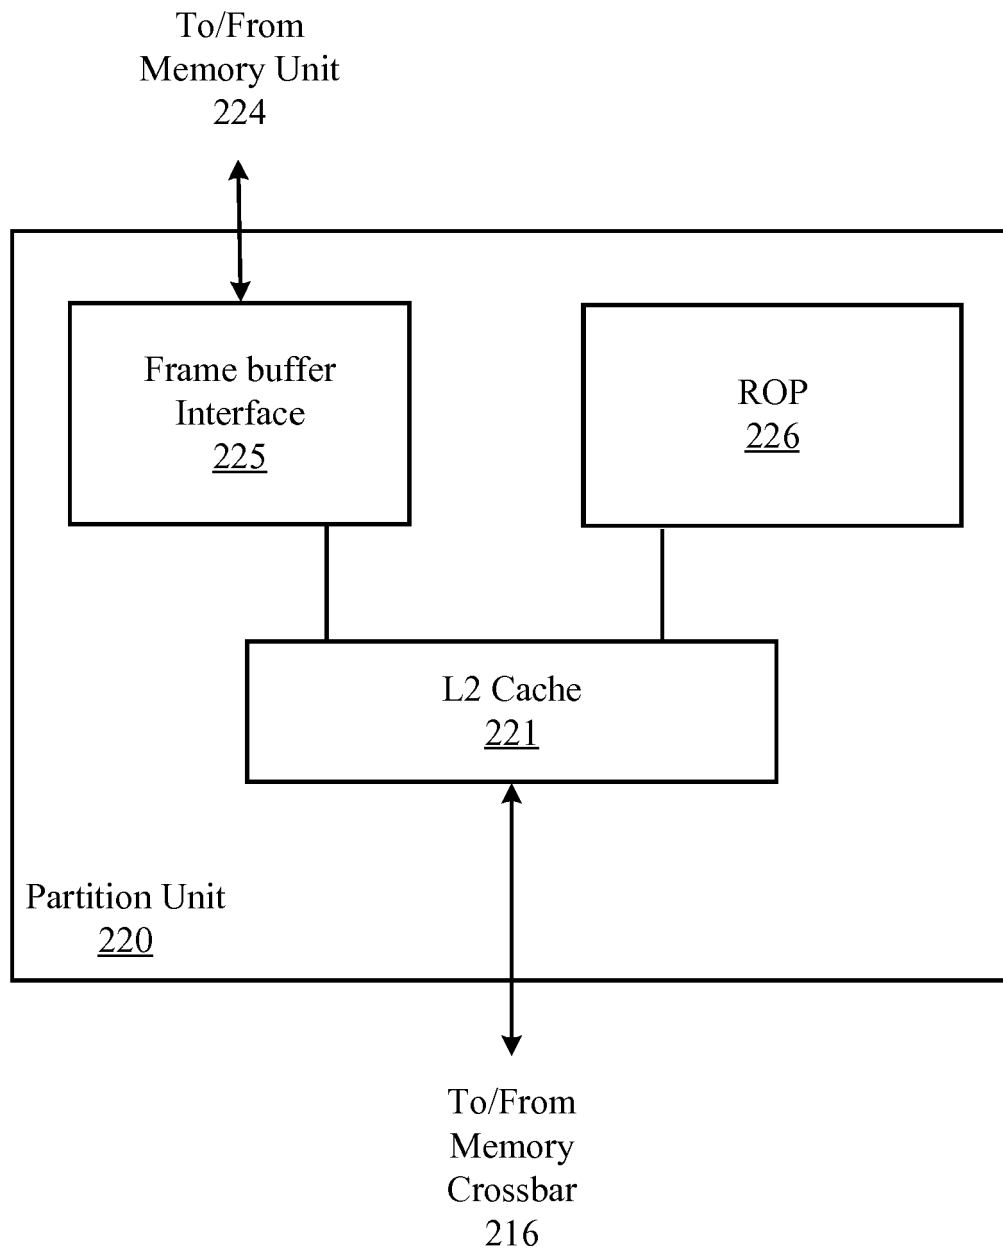 To/From
Memory Unit
224
Frame buffer
Interface
225
ROP
226
L2 Cache
221
Partition Unit
220
To/From
Memory
Crossbar
216